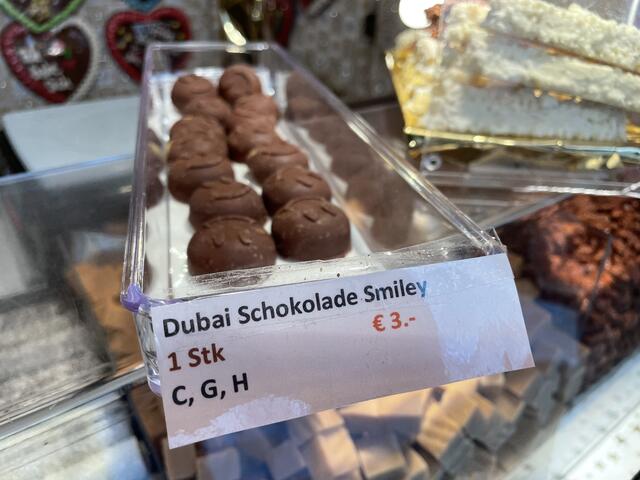 Dubai Schokolade Smiley
€ 3.-
1 Stk
C, G, H